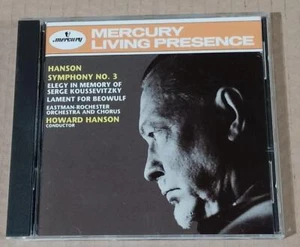 mercury
MERCURY
LIVING PRESENCE
HANSON
SYMPHONY NO. 3
ELEGY IN MEMORY OF
SERGE KOUSSEVITZKY
LAMENT FOR BEOWULF
EASTMAN-ROCHESTER
ORCHESTRA AND CHORUS
HOWARD HANSON
CONDUCTOR